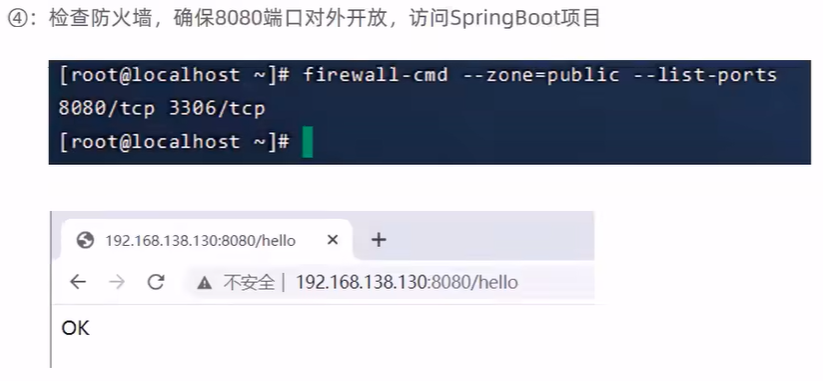 ④：检查防火墙，确保8080端口对外开放，访问SpringBoot项目
[root@localhost ~]# firewall-cmd --zone=public --list-ports
8080/tcp 3306/tcp
[root@localhost ~]#
192.168.138.130:8080/hello
不安全 | 192.168.138.130:8080/hello
OK